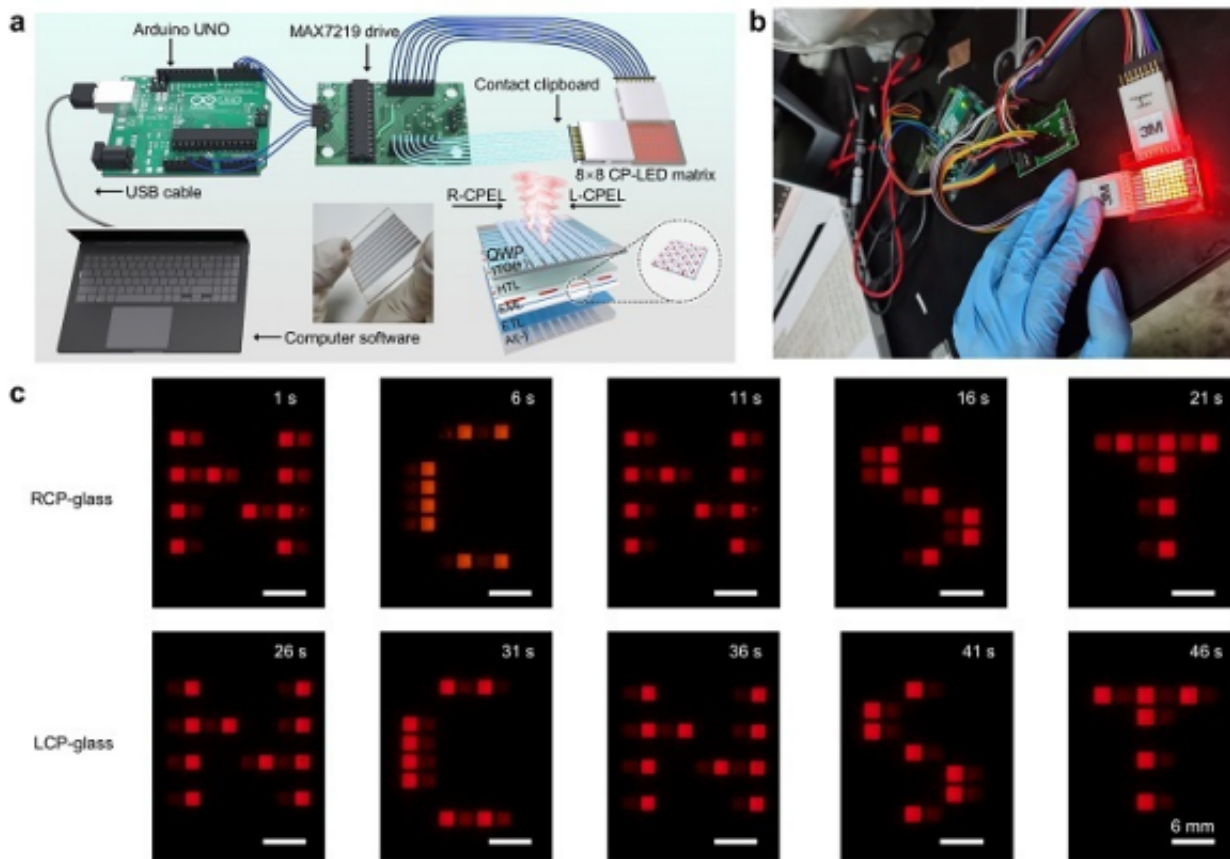 a
Arduino UNO
MAX7219 drive
Contact clipboard
8×8 CP-LED matrix
USB cable
R-CPEL
L-CPEL
QWP
HTL
ETL
Al(-)
Computer software
b
3M
3M
c
1 s
6 s
11 s
16 s
21 s
RCP-glass
26 s
31 s
36 s
41 s
46 s
LCP-glass
6 mm